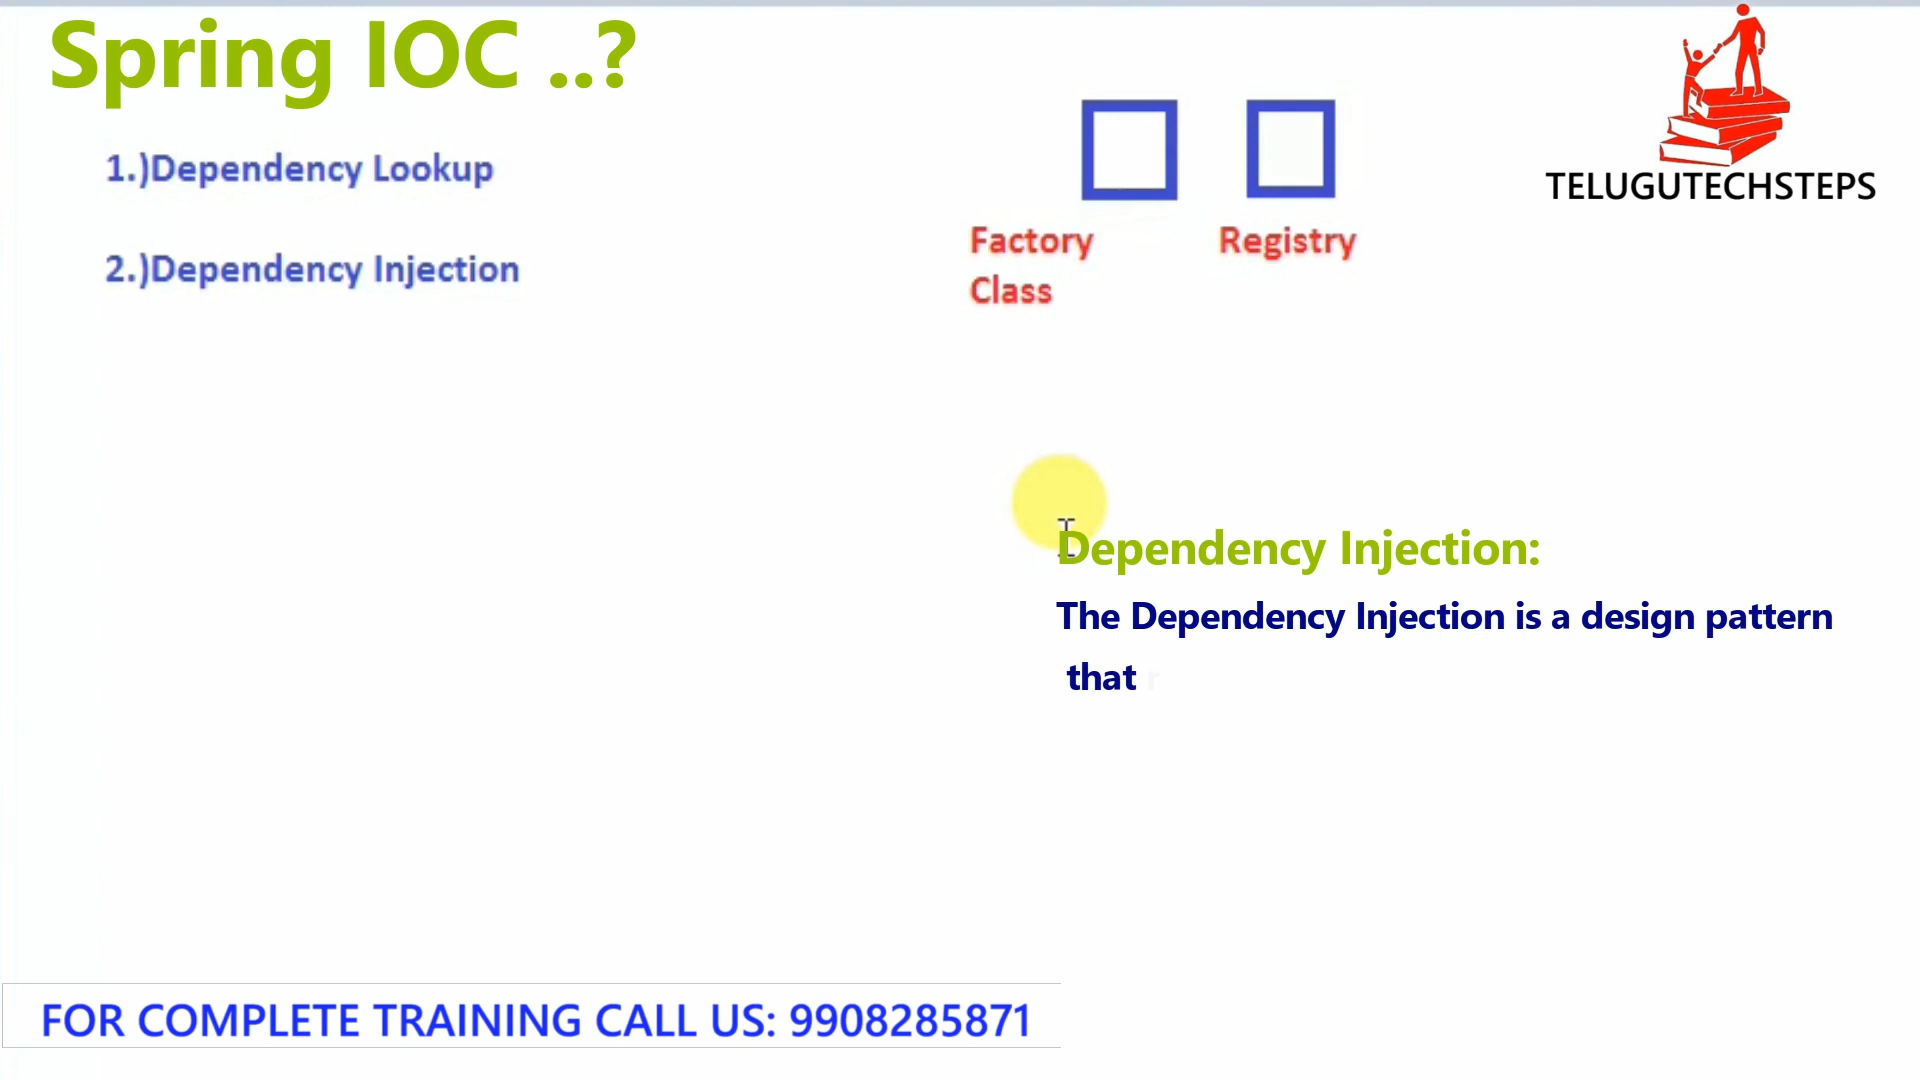 Spring IOC ..?
1.)Dependency Lookup
2.)Dependency Injection
Factory
Class
Registry
TELUGUTECHSTEPS
Dependency Injection:
The Dependency Injection is a design pattern
that r
FOR COMPLETE TRAINING CALL US: 9908285871